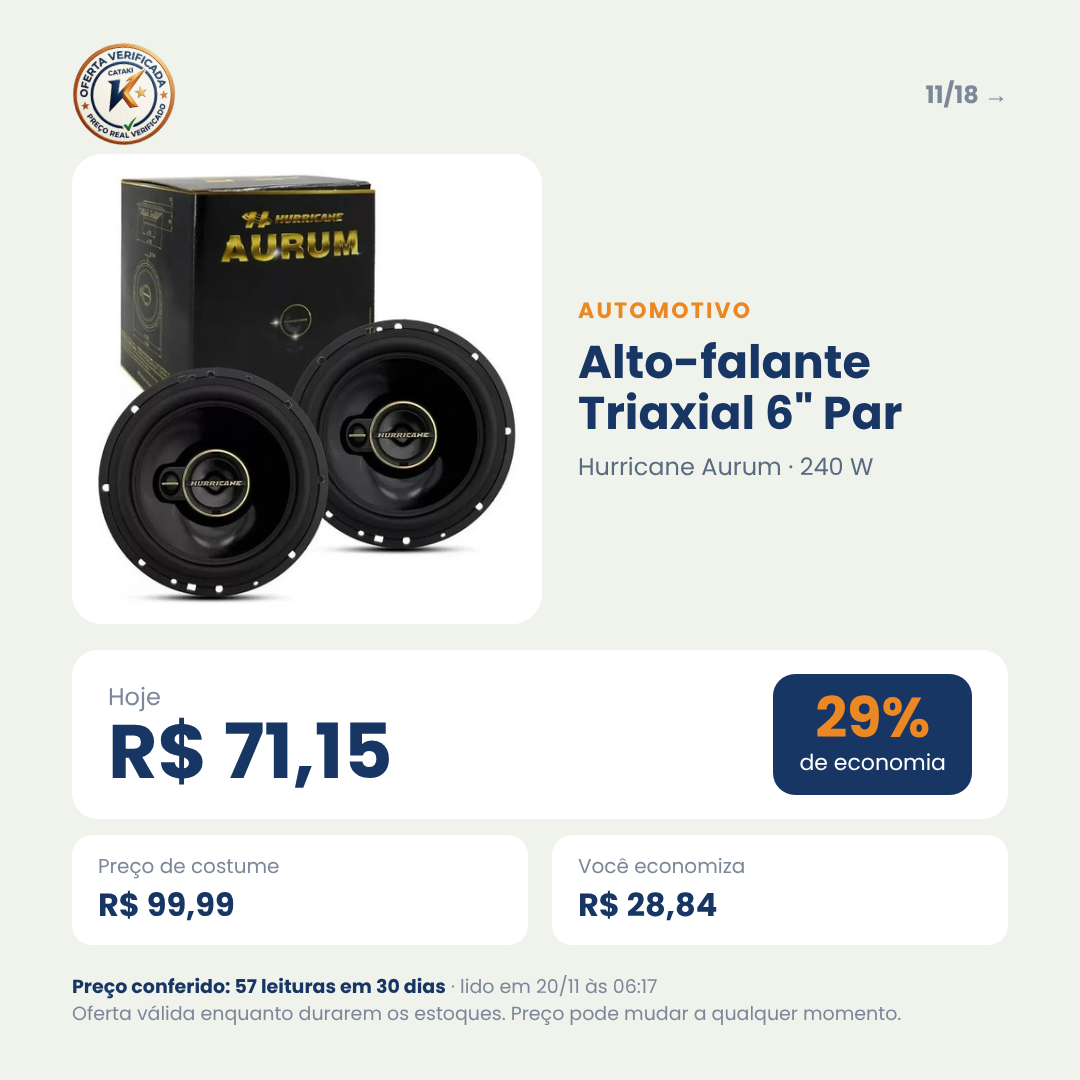 OFERTA VERIFICADA
CATAKI
K
PREÇO REAL VERIFICADO
11/18 →
HURRICANE
AURUM
HURRICANE
HURRICANE
AUTOMOTIVO
Alto-falante
Triaxial 6" Par
Hurricane Aurum · 240 W
Hoje
R$ 71,15
29%
de economia
Preço de costume
R$ 99,99
Você economiza
R$ 28,84
Preço conferido: 57 leituras em 30 dias · lido em 20/11 às 06:17
Oferta válida enquanto durarem os estoques. Preço pode mudar a qualquer momento.